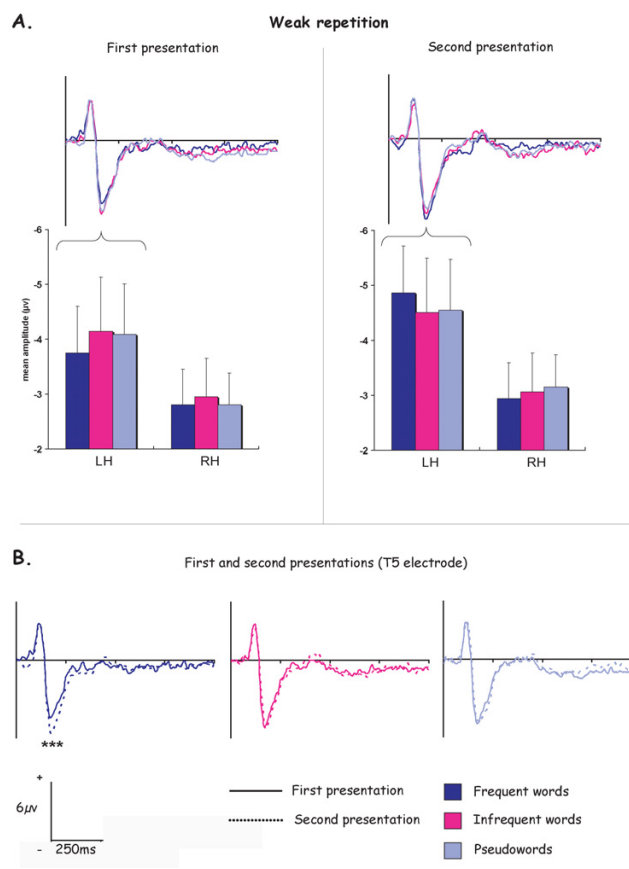 A.
Weak repetition
First presentation
Second presentation
-6
-5
-4
-3
-2
mean amplitude (µv)
LH
RH
-6
-5
-4
-3
-2
LH
RH
B.
First and second presentations (T5 electrode)
***
+
6µv
-
250ms
First presentation
Second presentation
Frequent words
Infrequent words
Pseudowords